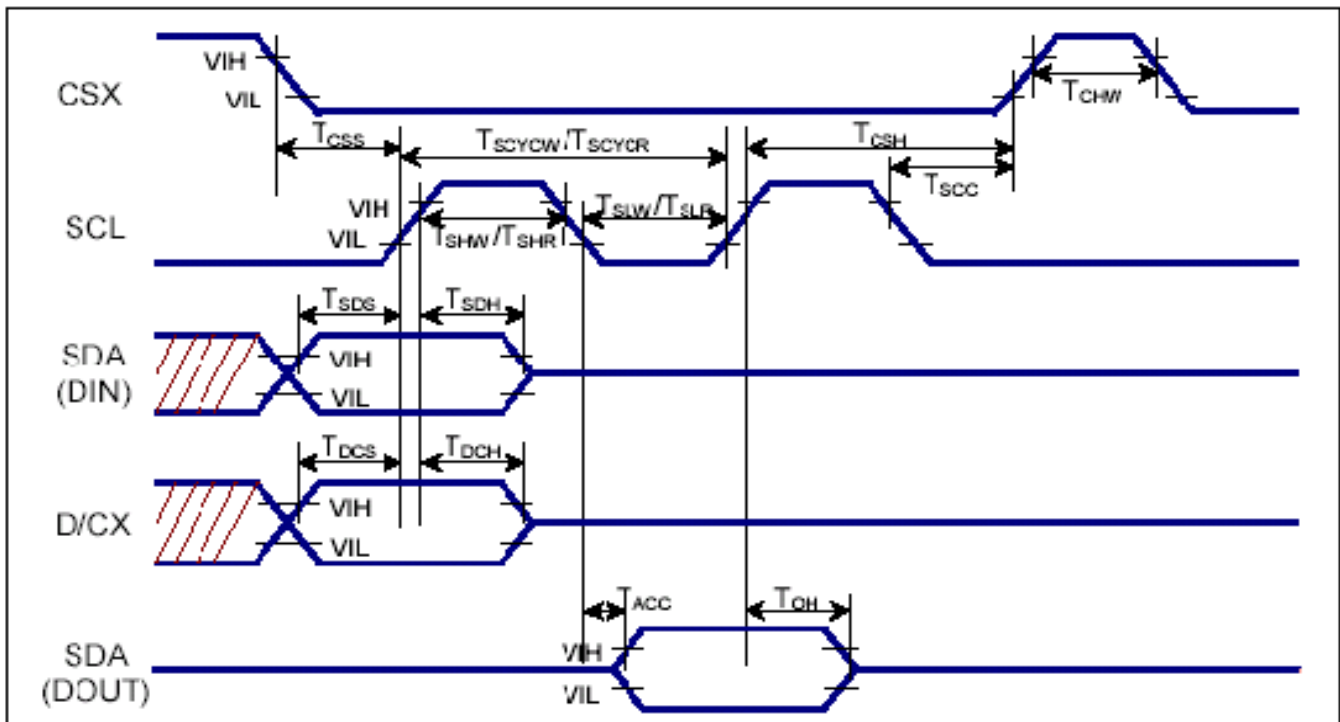 VIH
CSX
VIL
TCHW
TCSS
TSCYCW/TSCYCR
TCSH
TSCC
VIH
TSLW/TSLR
SCL
VIL
TSHW/TSHR
TSDS
TSDH
SDA
(DIN)
VIH
VIL
TDCS
TDCH
D/CX
VIH
VIL
TACC
TOH
SDA
(DOUT)
VIH
VIL